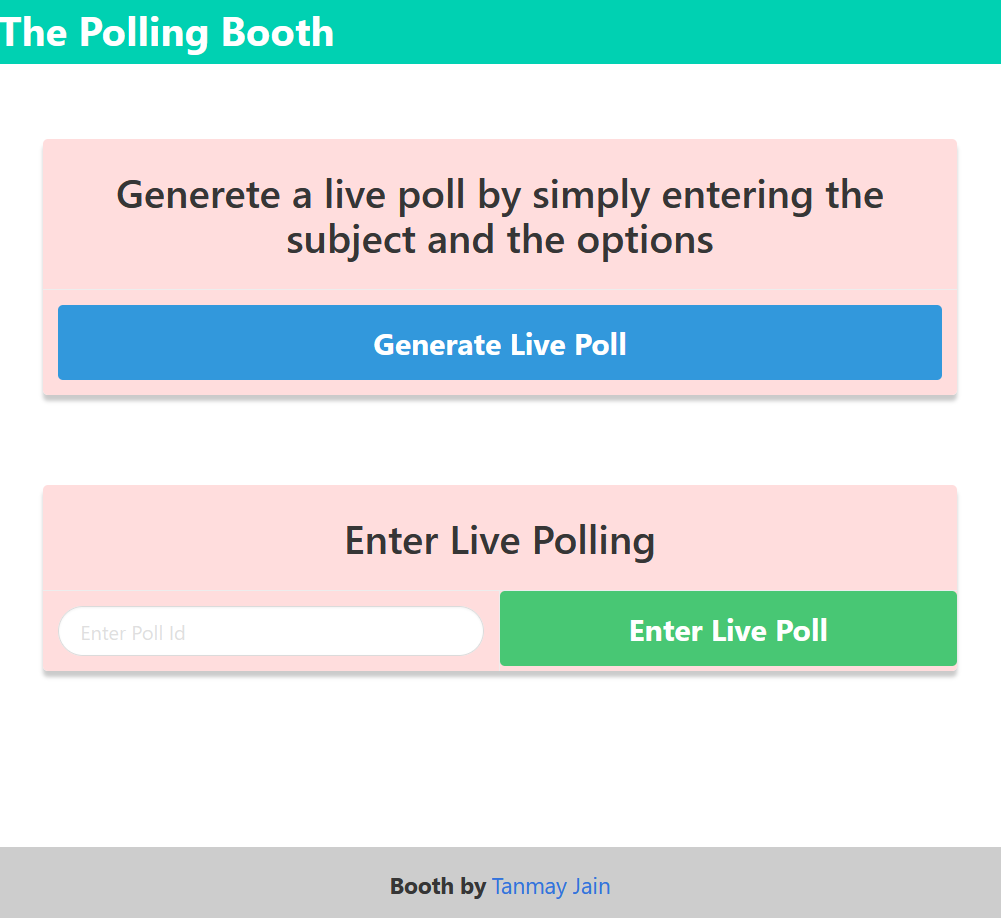 The Polling Booth
Generete a live poll by simply entering the
subject and the options
Generate Live Poll
Enter Live Polling
Enter Poll Id
Enter Live Poll
Booth by Tanmay Jain